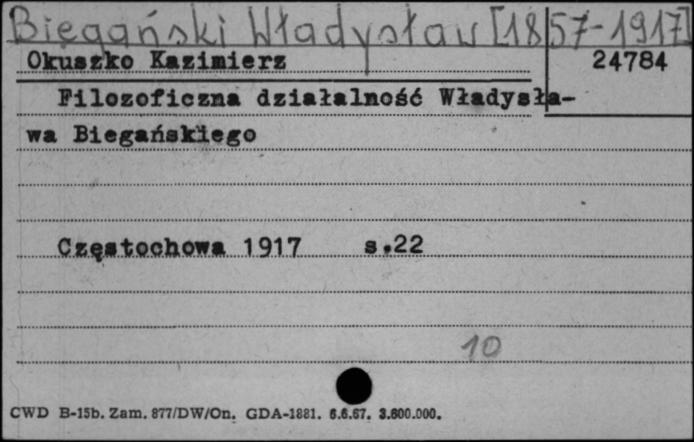 Biegański Władysław [1857-1917]
Okuszko Kazimierz 24784
Filozoficzna działalność Władysła-
wa Biegańskiego
Częstochowa 1917 s.22
10
CWD B-15b. Zam. 877/DW/On. GDA-1881. 6.6.67. 3.600.000.